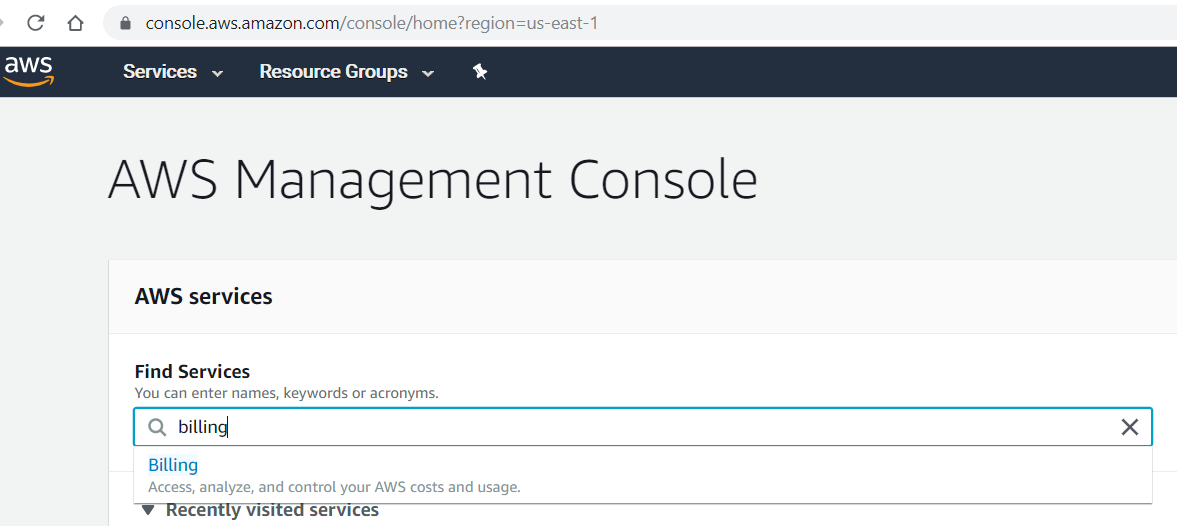 console.aws.amazon.com/console/home?region=us-east-1
aws Services Resource Groups
AWS Management Console
AWS services
Find Services
You can enter names, keywords or acronyms.
billing
Billing
Access, analyze, and control your AWS costs and usage.
Recently visited services